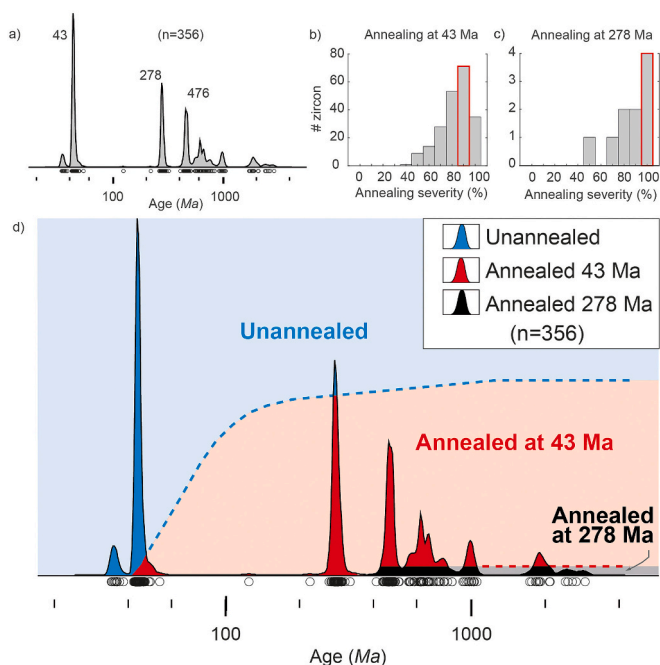 a)
43
(n=356)
278
476
100
1000
Age (Ma)
b)
Annealing at 43 Ma
80
60
40
20
0
# zircon
0 20 40 60 80 100
Annealing severity (%)
c)
Annealing at 278 Ma
4
3
2
1
0
0 20 40 60 80 100
Annealing severity (%)
d)
Unannealed
Annealed 43 Ma
Annealed 278 Ma
(n=356)
Unannealed
Annealed at 43 Ma
Annealed
at 278 Ma
100
1000
Age (Ma)